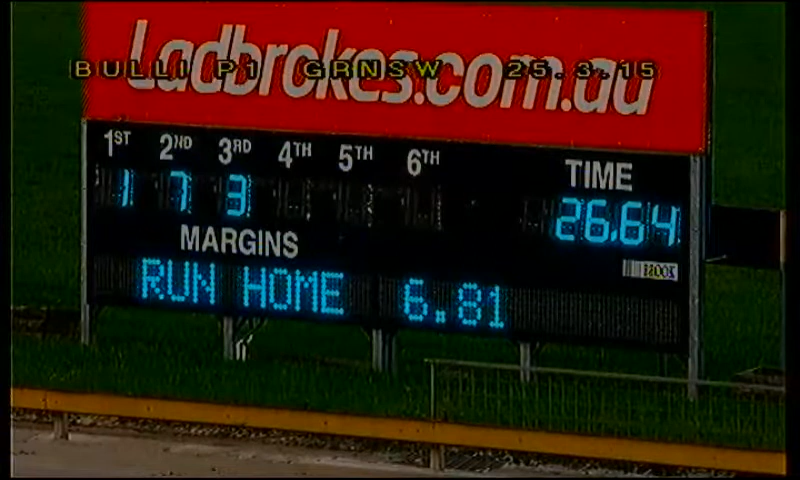 Ladbrokes.com.au
BULLI P1 GRNSW 25.3.15
1ST 2ND 3RD 4TH 5TH 6TH TIME
1 7 3 26.64
MARGINS
RUN HOME 6.81